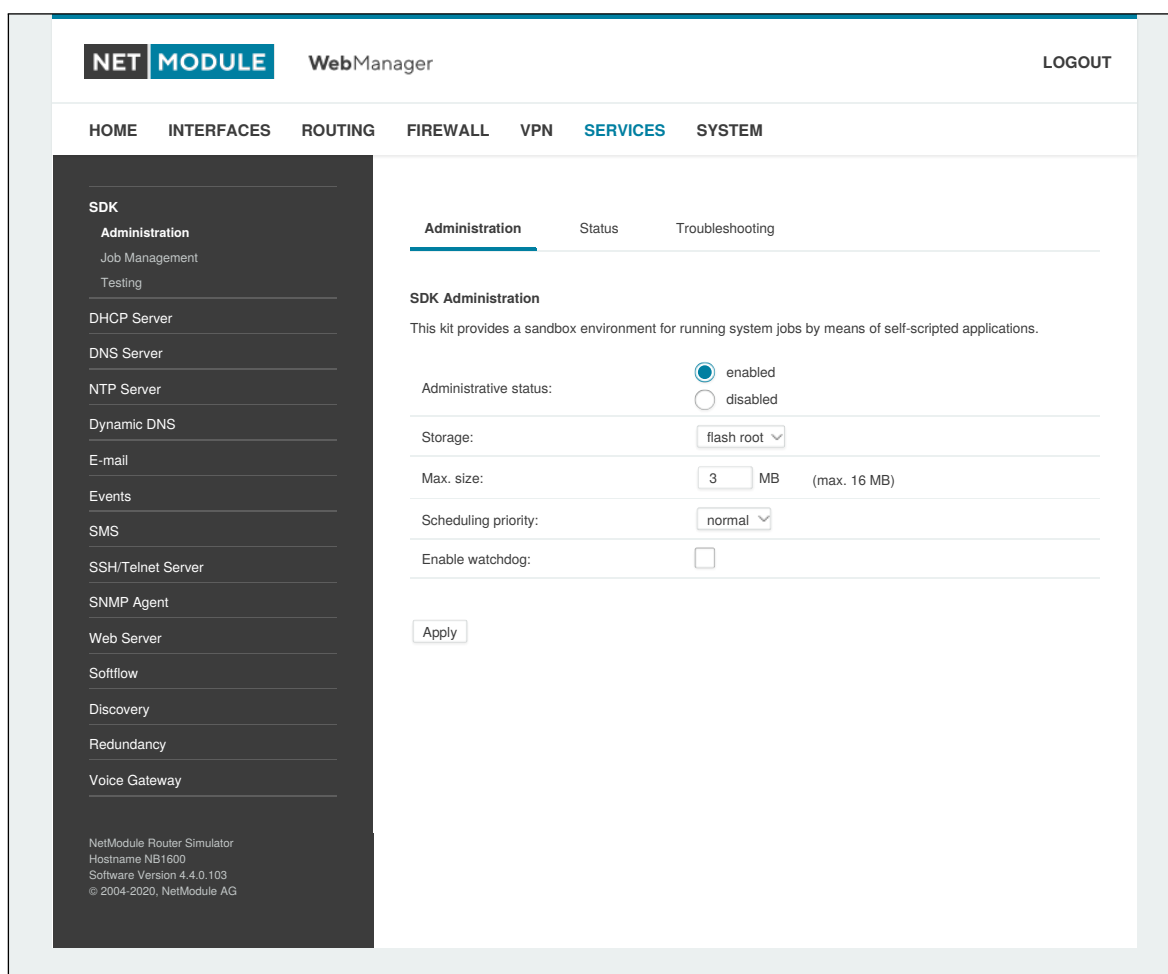 NET MODULE WebManager LOGOUT
HOME INTERFACES ROUTING FIREWALL VPN SERVICES SYSTEM
SDK
Administration
Job Management
Testing
DHCP Server
DNS Server
NTP Server
Dynamic DNS
E-mail
Events
SMS
SSH/Telnet Server
SNMP Agent
Web Server
Softflow
Discovery
Redundancy
Voice Gateway
NetModule Router Simulator
Hostname NB1600
Software Version 4.4.0.103
© 2004-2020, NetModule AG
Administration Status Troubleshooting
SDK Administration
This kit provides a sandbox environment for running system jobs by means of self-scripted applications.
Administrative status:
enabled
disabled
Storage: flash root
Max. size: 3 MB (max. 16 MB)
Scheduling priority: normal
Enable watchdog:
Apply